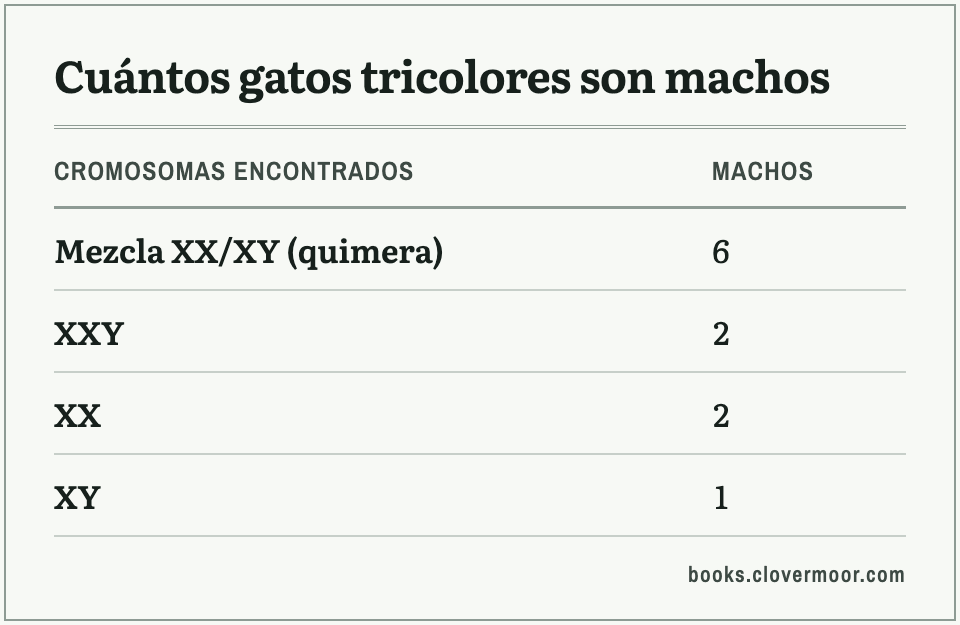 Cuántos gatos tricolores son machos
CROMOSOMAS ENCONTRADOS MACHOS
Mezcla XX/XY (quimera) 6
XXY 2
XX 2
XY 1
books.clovermoor.com